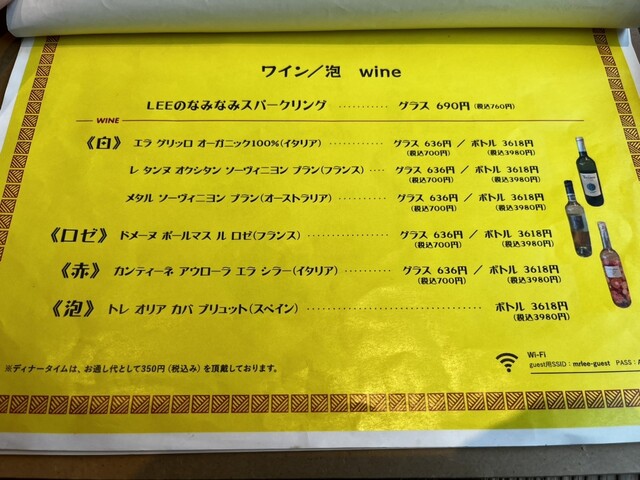 ワイン／泡 wine
LEEのなみなみスパークリング ………… グラス 690円 (税込760円)
WINE
《白》 エラ グリッロ オーガニック100%(イタリア) ………… グラス 636円 ／ ボトル 3618円
(税込700円) (税込3980円)
レ タンヌ オクシタン ソーヴィニヨン ブラン(フランス) …… グラス 636円 ／ ボトル 3618円
(税込700円) (税込3980円)
メタル ソーヴィニヨン ブラン(オーストラリア) ………… グラス 636円 ／ ボトル 3618円
(税込700円) (税込3980円)
《ロゼ》 ドメーヌ ポールマス ル ロゼ(フランス) ………… グラス 636円 ／ ボトル 3618円
(税込700円) (税込3980円)
《赤》 カンティーネ アウローラ エラ シラー(イタリア) ………… グラス 636円 ／ ボトル 3618円
(税込700円) (税込3980円)
《泡》 トレ オリア カバ ブリュット(スペイン) ………… ボトル 3618円
(税込3980円)
※ディナータイムは、お通し代として350円（税込み）を頂戴しております。
Wi-Fi
guest用SSID：mrlee-guest PASS：